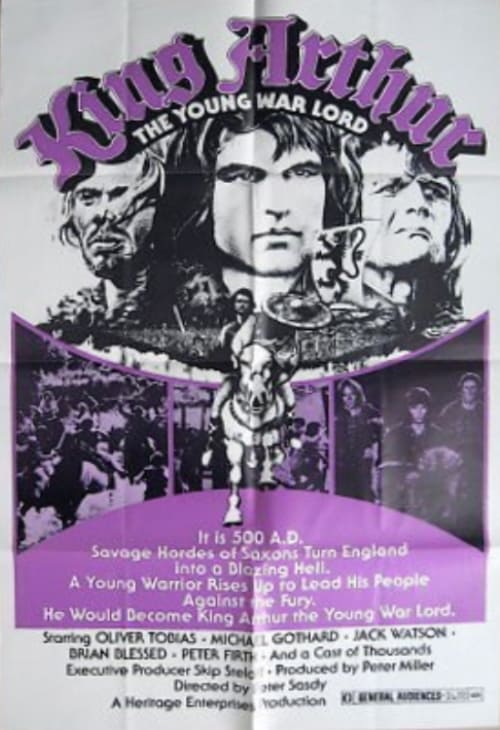 King Arthur
THE YOUNG WAR LORD
It is 500 A.D.
Savage Hordes of Saxons Turn England
into a Blazing Hell.
A Young Warrior Rises Up to Lead His People
Against the Fury.
He Would Become King Arthur the Young War Lord.
Starring OLIVER TOBIAS • MICHAEL GOTHARD • JACK WATSON •
BRIAN BLESSED • PETER FIRTH • And a Cast of Thousands
Executive Producer Skip • Produced by Peter Miller
Directed by Peter Sasdy
A Heritage Enterprises Production
G GENERAL AUDIENCES